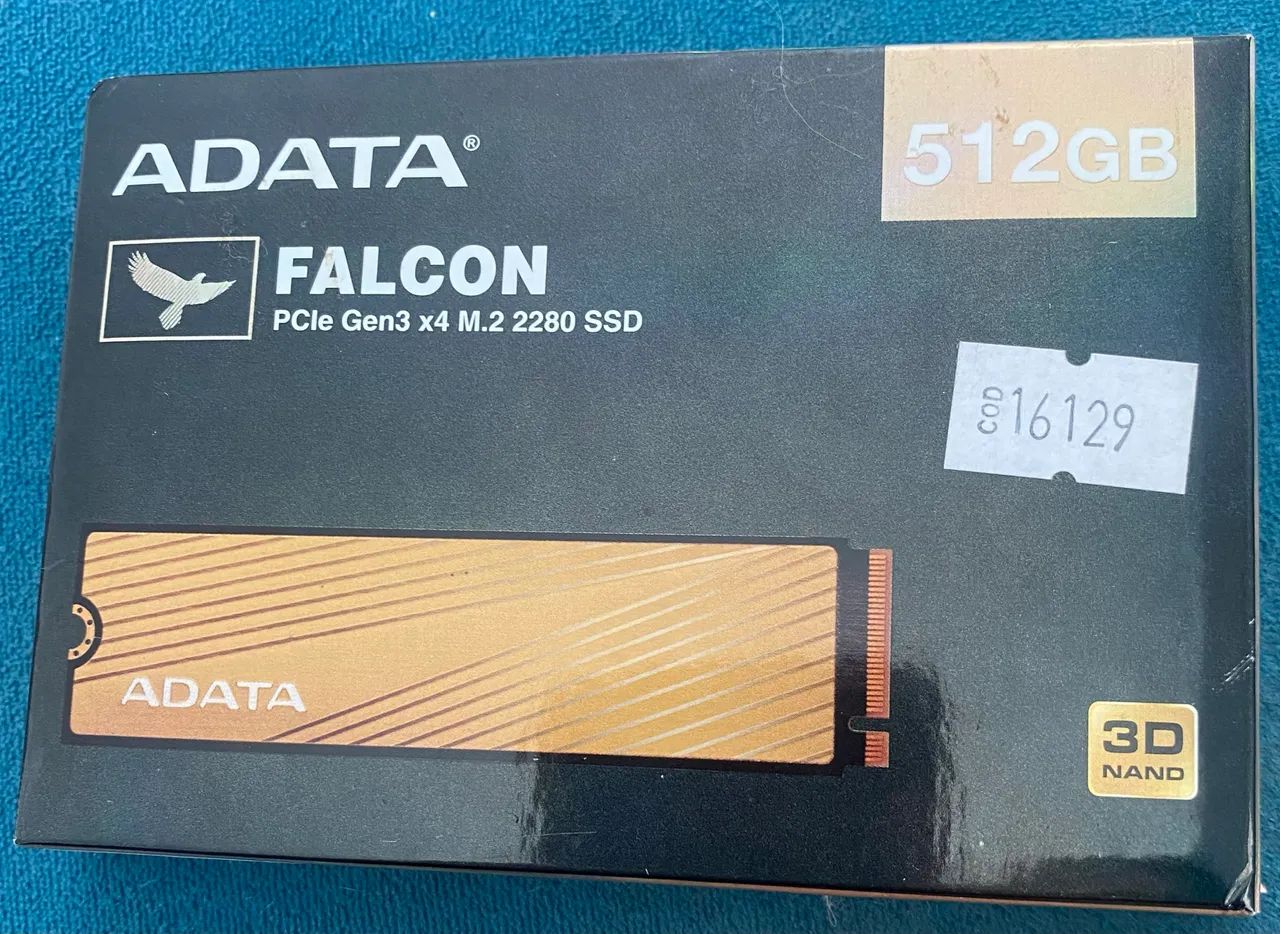 ADATA®
512GB
FALCON
PCIe Gen3 x4 M.2 2280 SSD
COD 16129
ADATA
3D
NAND